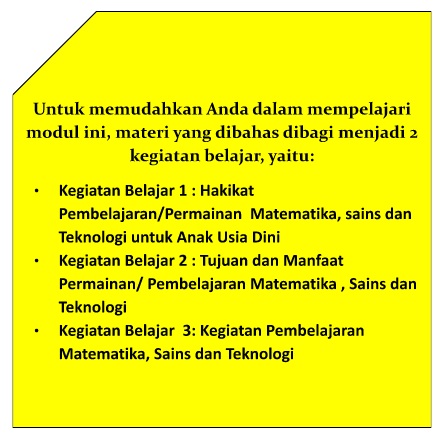 Untuk memudahkan Anda dalam mempelajari
modul ini, materi yang dibahas dibagi menjadi 2
kegiatan belajar, yaitu:
• Kegiatan Belajar 1 : Hakikat
Pembelajaran/Permainan Matematika, sains dan
Teknologi untuk Anak Usia Dini
• Kegiatan Belajar 2 : Tujuan dan Manfaat
Permainan/ Pembelajaran Matematika , Sains dan
Teknologi
• Kegiatan Belajar 3: Kegiatan Pembelajaran
Matematika, Sains dan Teknologi